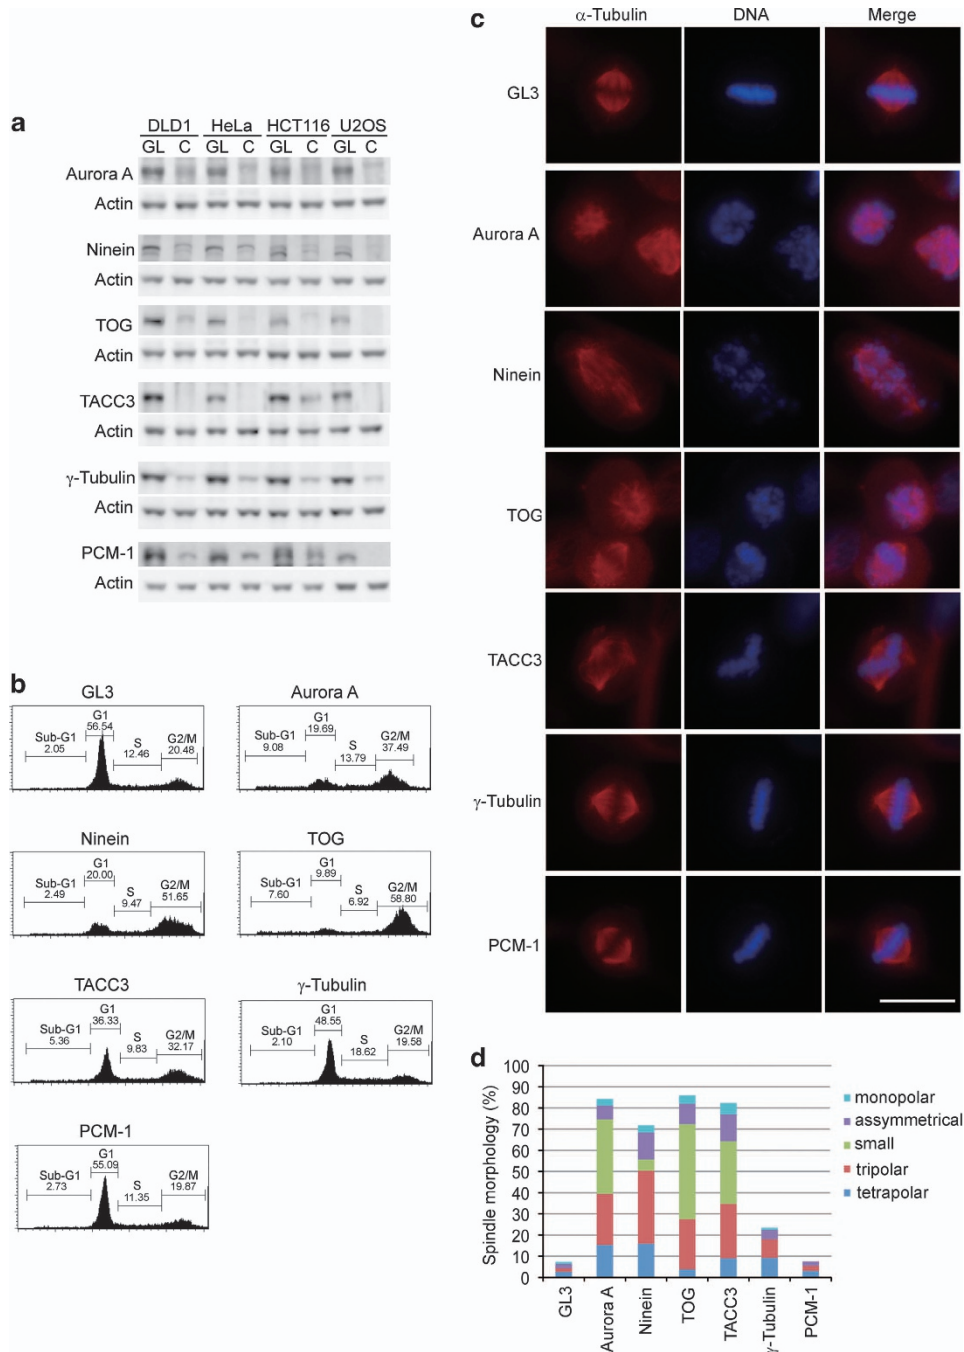 a
DLD1 HeLa HCT116 U2OS
GL C GL C GL C GL C
Aurora A
Actin
Ninein
Actin
TOG
Actin
TACC3
Actin
γ-Tubulin
Actin
PCM-1
Actin
b
GL3
Sub-G1
2.05
G1
56.54
S
12.46
G2/M
20.48
Aurora A
Sub-G1
9.08
G1
19.69
S
13.79
G2/M
37.49
Ninein
Sub-G1
2.49
G1
20.00
S
9.47
G2/M
51.65
TOG
Sub-G1
7.60
G1
9.89
S
6.92
G2/M
58.80
TACC3
Sub-G1
5.36
G1
36.33
S
9.83
G2/M
32.17
γ-Tubulin
Sub-G1
2.10
G1
48.55
S
18.62
G2/M
19.58
PCM-1
Sub-G1
2.73
G1
55.09
S
11.35
G2/M
19.87
c
α-Tubulin DNA Merge
GL3
Aurora A
Ninein
TOG
TACC3
γ-Tubulin
PCM-1
d
Spindle morphology (%)
100
90
80
70
60
50
40
30
20
10
0
GL3
Aurora A
Ninein
TOG
TACC3
γ-Tubulin
PCM-1
monopolar
assymmetrical
small
tripolar
tetrapolar